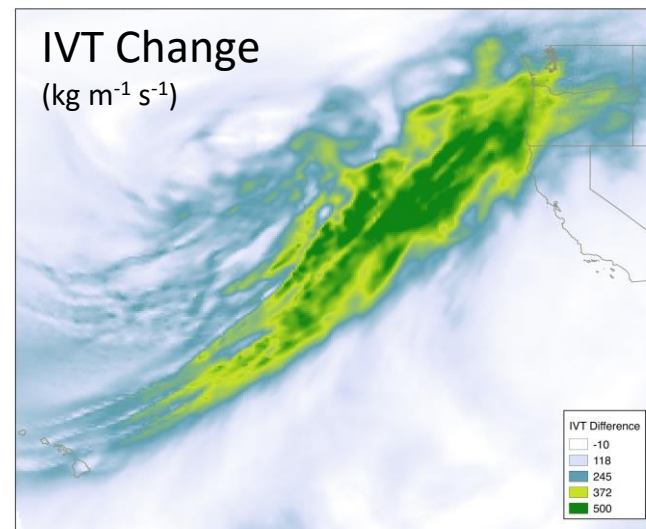 IVT Change
(kg m⁻¹ s⁻¹)
IVT Difference
-10
118
245
372
500